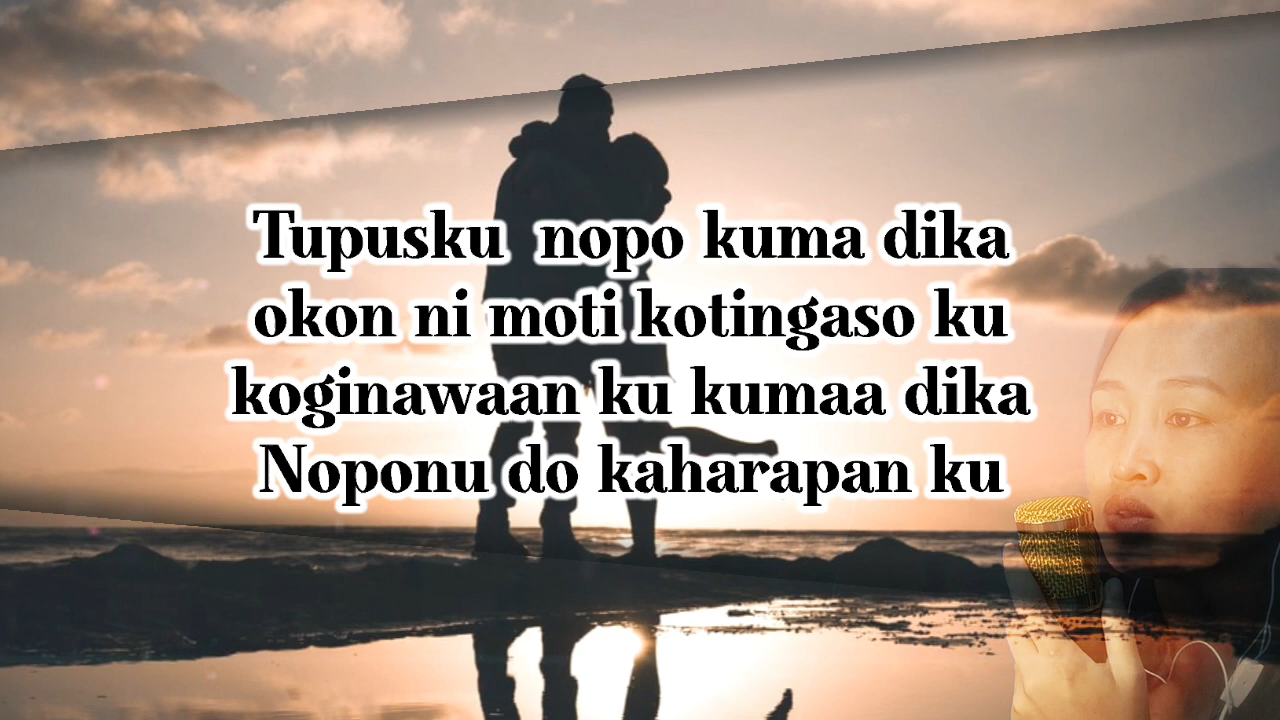 Tupusku nopo kuma dika
okon ni moti kotingaso ku
koginawaan ku kumaa dika
Noponu do kaharapan ku